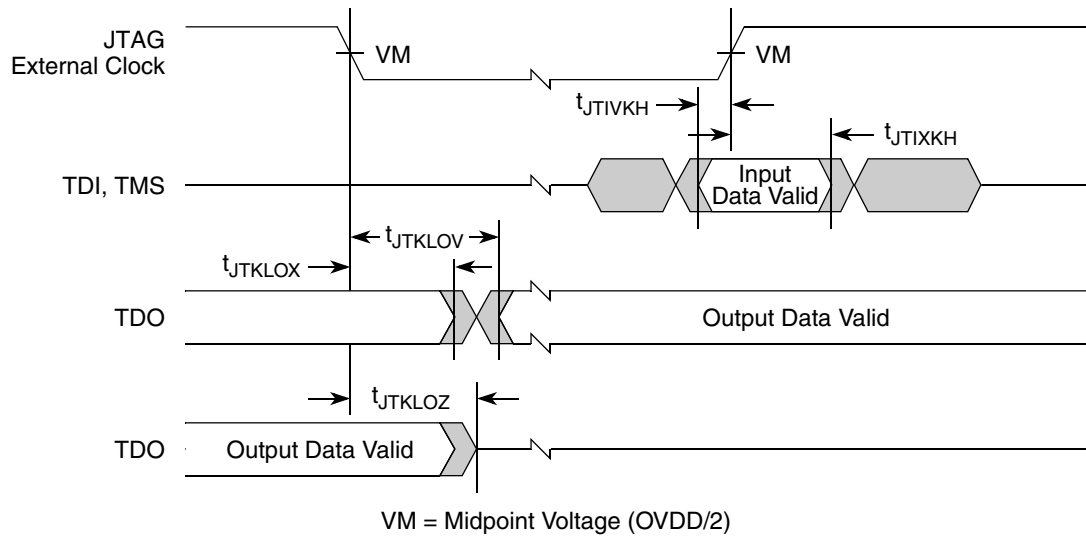 JTAG
External Clock
VM
VM
tJTIVKH
tJTIXKH
TDI, TMS
Input
Data Valid
tJTKLOV
tJTKLOX
TDO
Output Data Valid
tJTKLOZ
TDO
Output Data Valid
VM = Midpoint Voltage (OVDD/2)